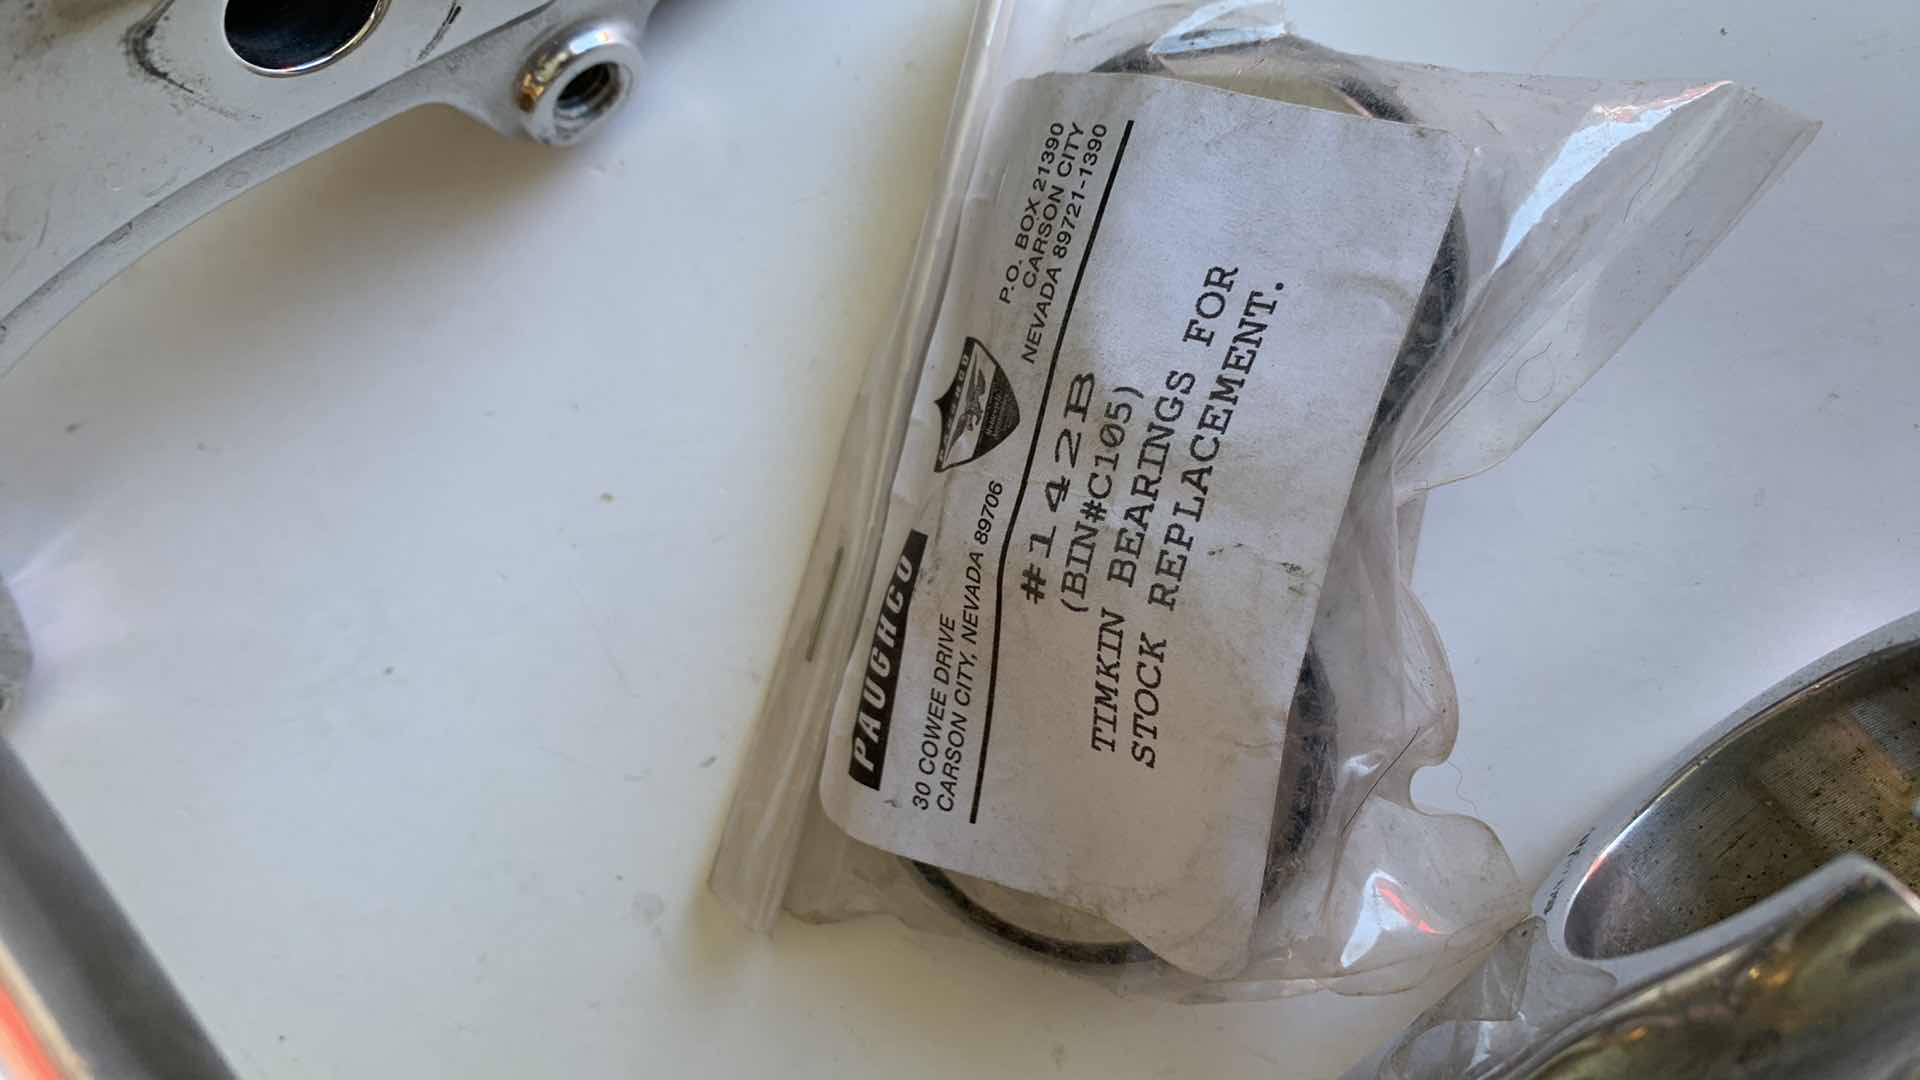 PAUGHCO
30 COWEE DRIVE
CARSON CITY, NEVADA 89706
PAUGHCO
P.O. BOX 21390
CARSON CITY
NEVADA 89721-1390
#142B
(BIN#C105)
TIMKIN BEARINGS FOR
STOCK REPLACEMENT.